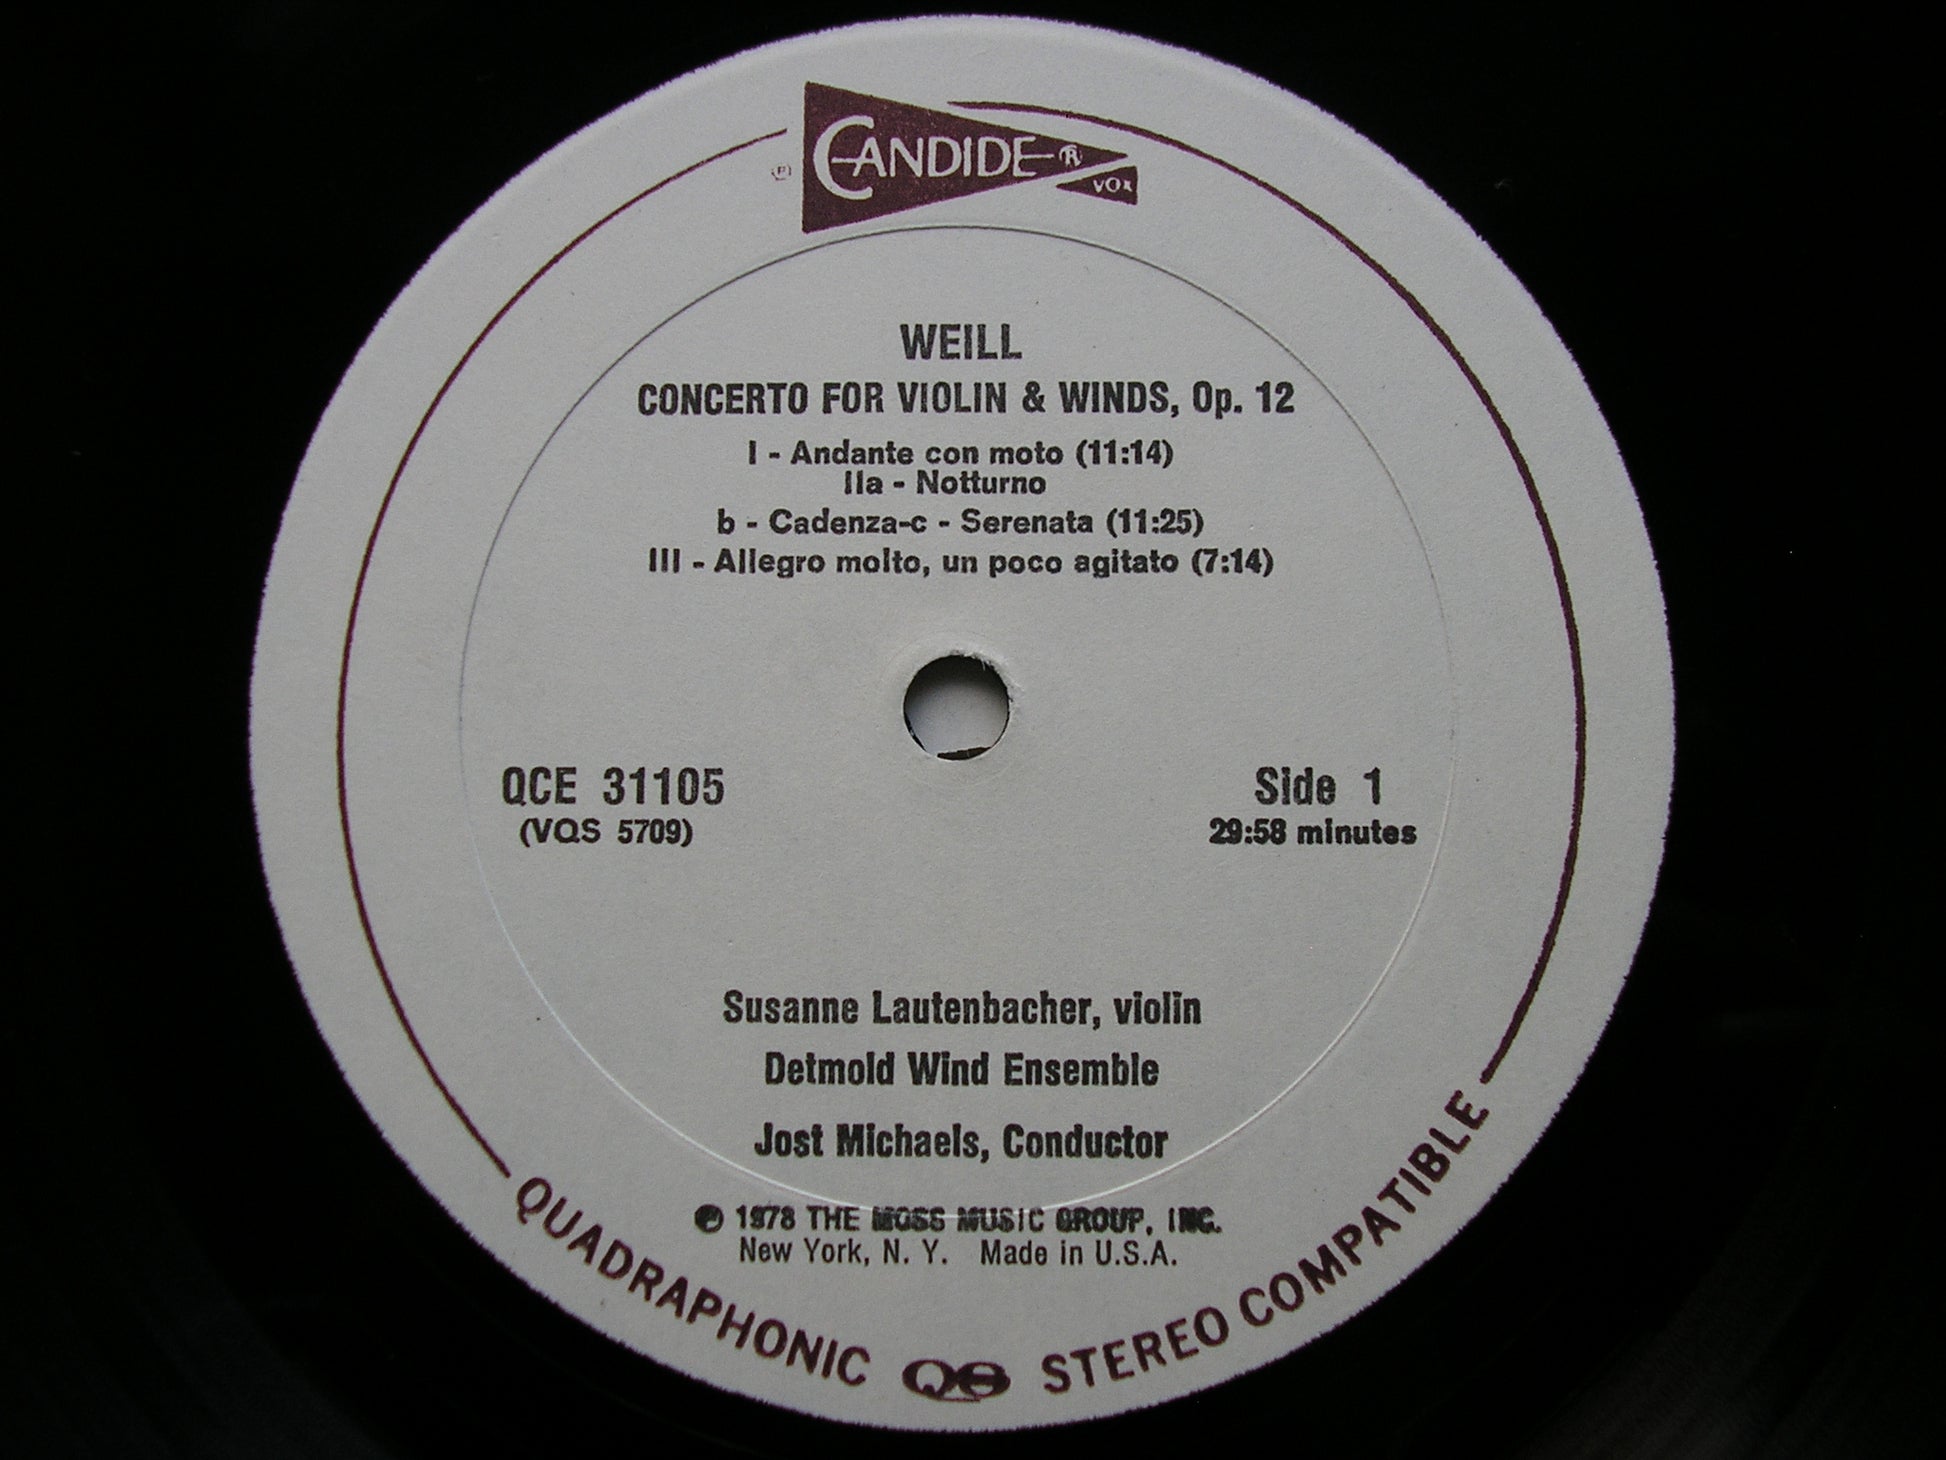 CANDIDE ®
VOX
℗
WEILL
CONCERTO FOR VIOLIN & WINDS, Op. 12
I - Andante con moto (11:14)
IIa - Notturno
b - Cadenza-c - Serenata (11:25)
III - Allegro molto, un poco agitato (7:14)
QCE 31105
(VQS 5709)
Side 1
29:58 minutes
Susanne Lautenbacher, violin
Detmold Wind Ensemble
Jost Michaels, Conductor
℗ 1978 THE MOSS MUSIC GROUP, INC.
New York, N. Y. Made in U.S.A.
QUADRAPHONIC QS STEREO COMPATIBLE